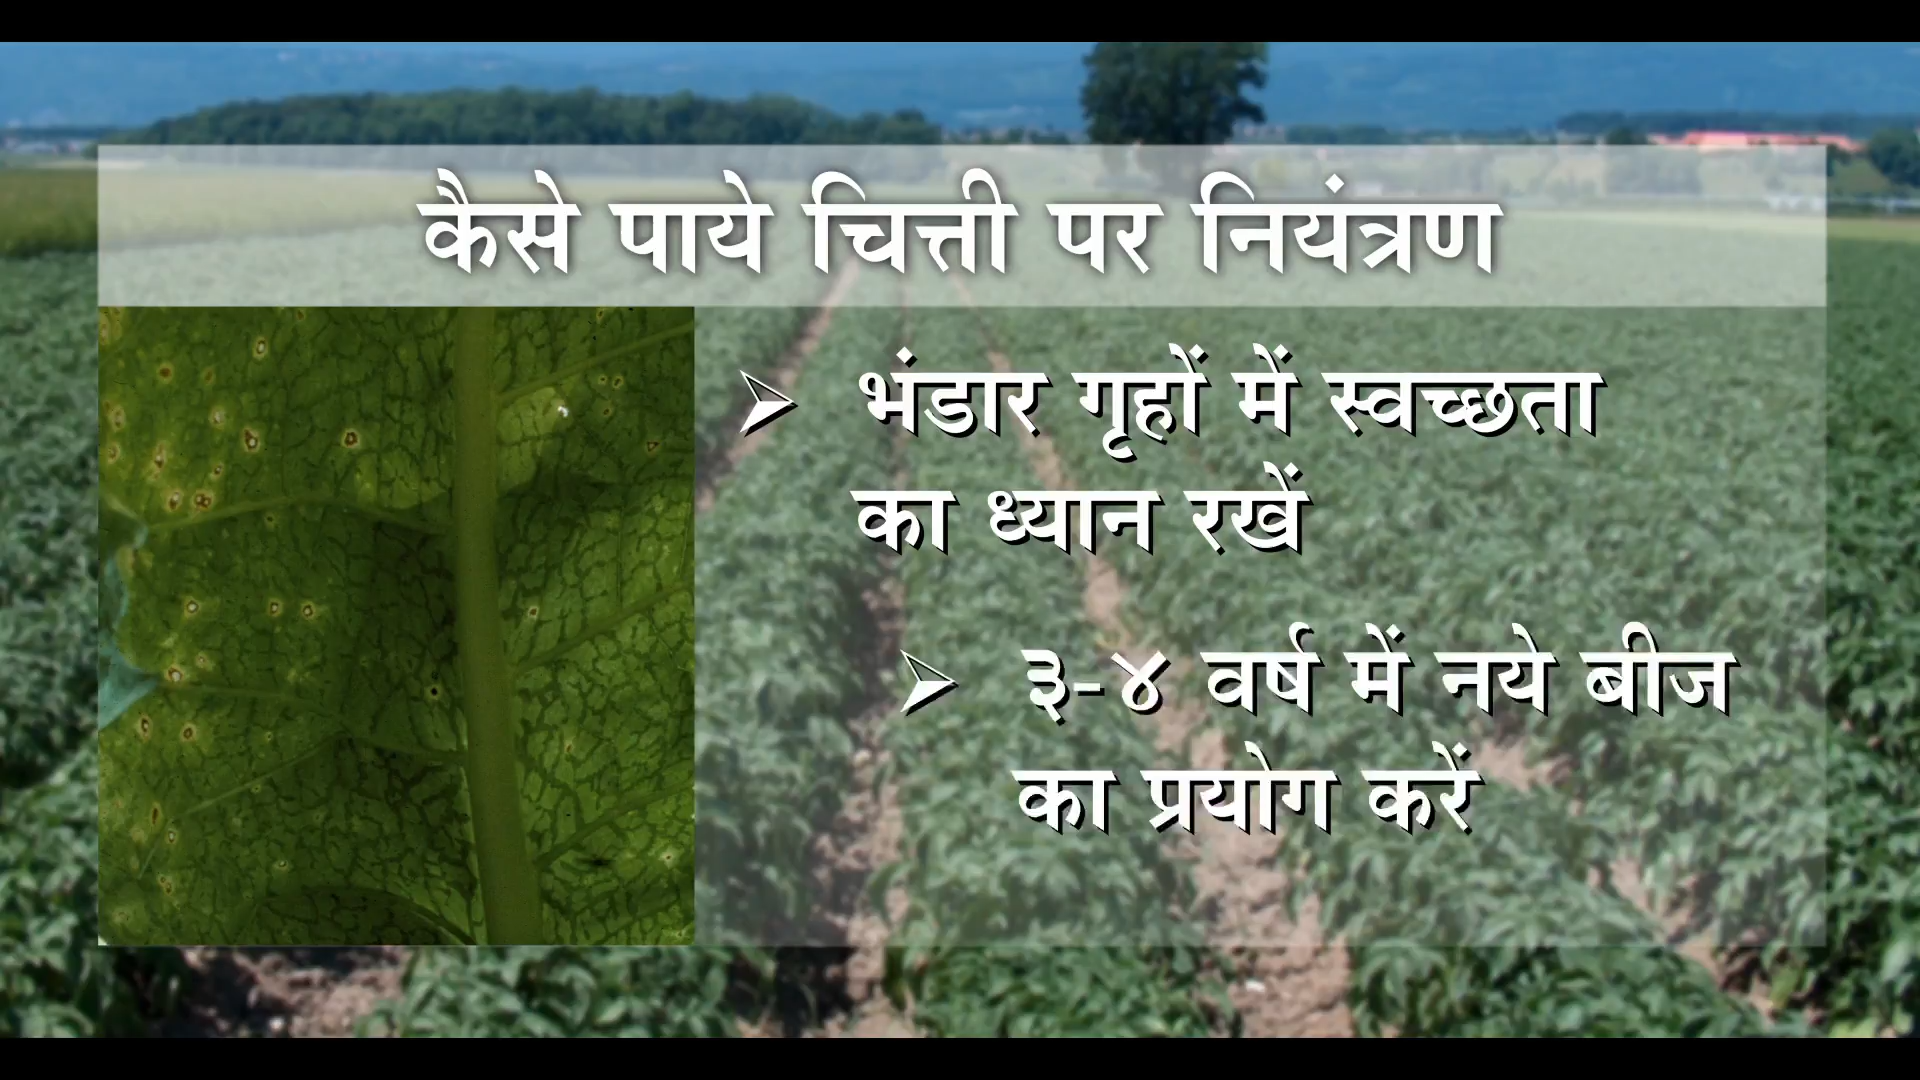 कैसे पाये चित्ती पर नियंत्रण
भंडार गृहों में स्वच्छता
का ध्यान रखें
३-४ वर्ष में नये बीज
का प्रयोग करें